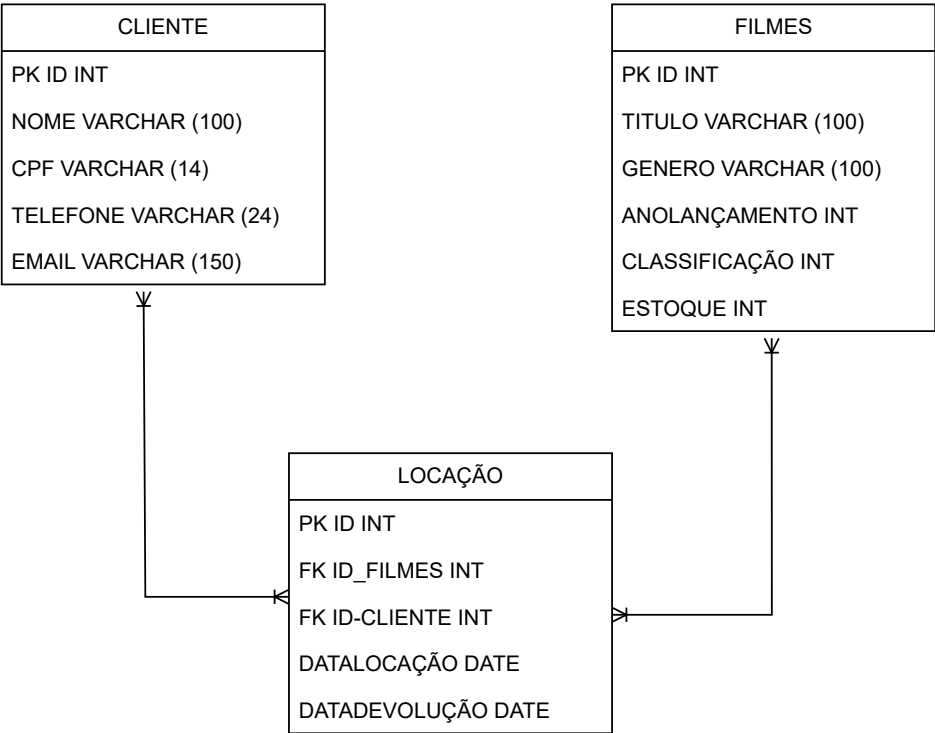 CLIENTE
PK ID INT
NOME VARCHAR (100)
CPF VARCHAR (14)
TELEFONE VARCHAR (24)
EMAIL VARCHAR (150)
FILMES
PK ID INT
TITULO VARCHAR (100)
GENERO VARCHAR (100)
ANOLANÇAMENTO INT
CLASSIFICAÇÃO INT
ESTOQUE INT
LOCAÇÃO
PK ID INT
FK ID_FILMES INT
FK ID-CLIENTE INT
DATALOCAÇÃO DATE
DATADEVOLUÇÃO DATE